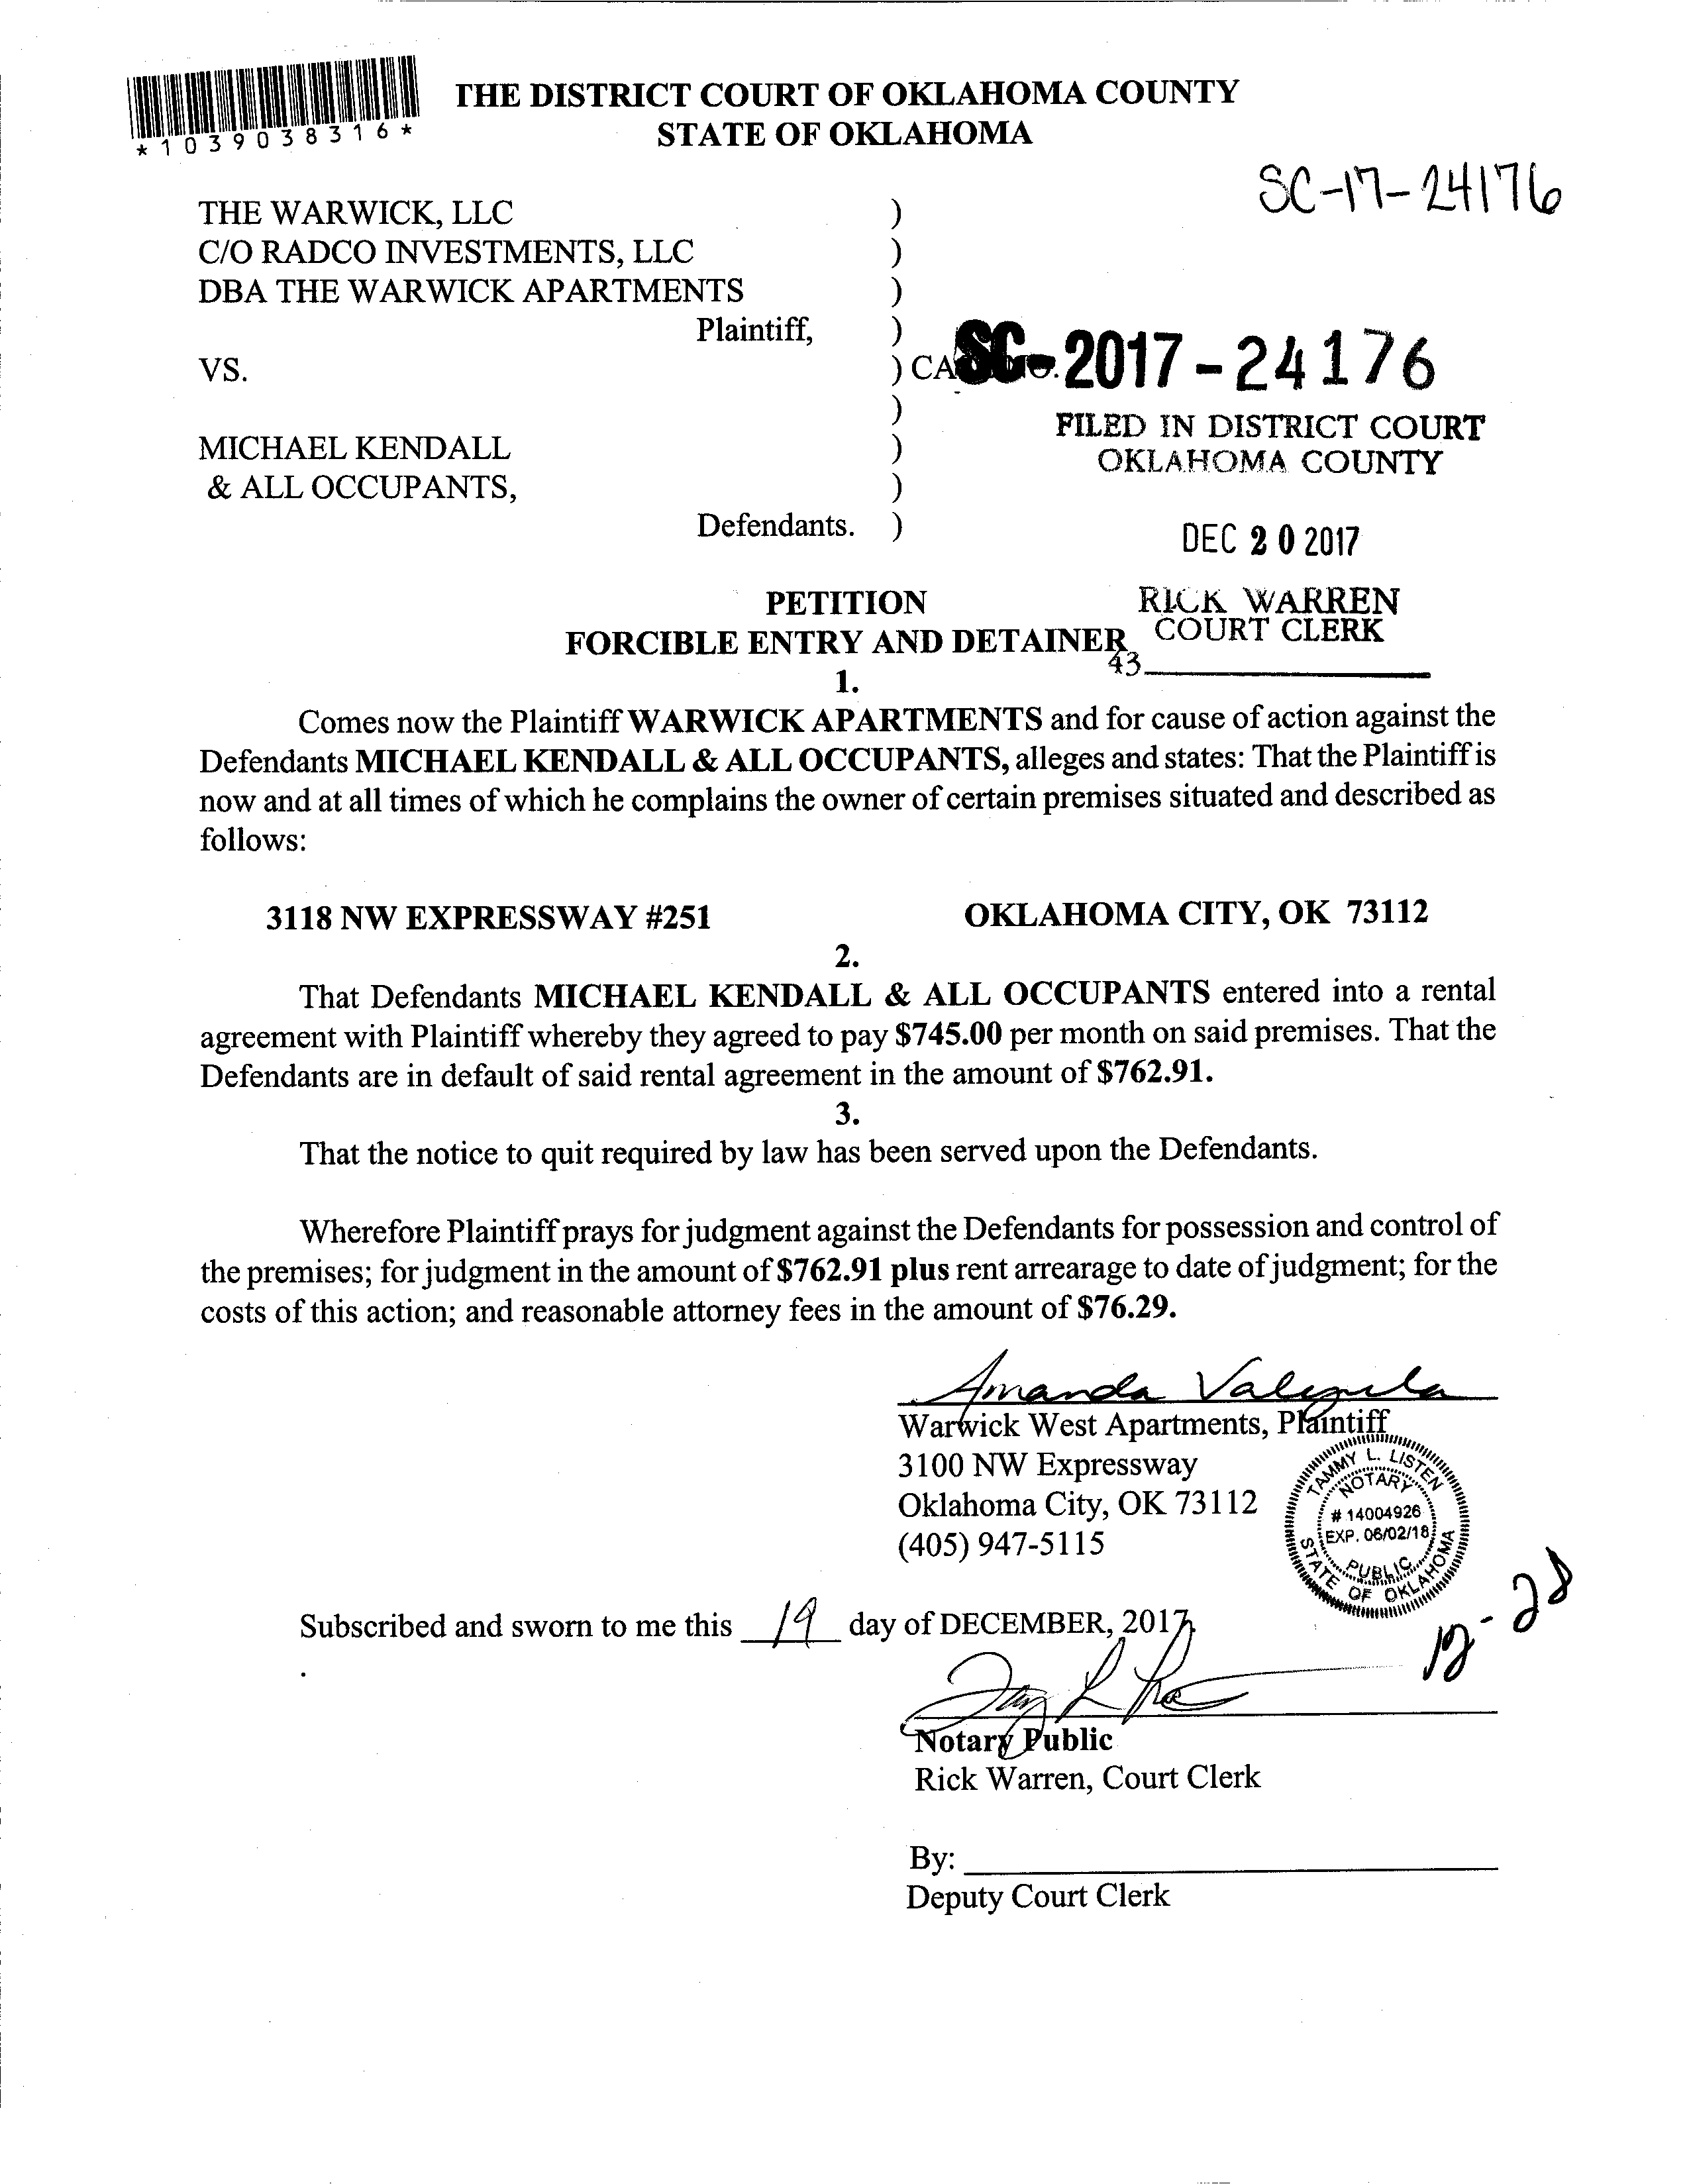 THE DISTRICT COURT OF OKLAHOMA COUNTY
STATE OF OKLAHOMA
*1039038316*
SC-17-24176
THE WARWICK, LLC )
C/O RADCO INVESTMENTS, LLC )
DBA THE WARWICK APARTMENTS )
Plaintiff, )
VS. ) CA SC-2017-24176
)
FILED IN DISTRICT COURT
OKLAHOMA COUNTY
MICHAEL KENDALL )
& ALL OCCUPANTS, )
Defendants. )
DEC 20 2017
PETITION
RICK WARREN
FORCIBLE ENTRY AND DETAINER
COURT CLERK
43
1.
Comes now the Plaintiff WARWICK APARTMENTS and for cause of action against the
Defendants MICHAEL KENDALL & ALL OCCUPANTS, alleges and states: That the Plaintiff is
now and at all times of which he complains the owner of certain premises situated and described as
follows:
3118 NW EXPRESSWAY #251 OKLAHOMA CITY, OK 73112
2.
That Defendants MICHAEL KENDALL & ALL OCCUPANTS entered into a rental
agreement with Plaintiff whereby they agreed to pay $745.00 per month on said premises. That the
Defendants are in default of said rental agreement in the amount of $762.91.
3.
That the notice to quit required by law has been served upon the Defendants.
Wherefore Plaintiff prays for judgment against the Defendants for possession and control of
the premises; for judgment in the amount of $762.91 plus rent arrearage to date of judgment; for the
costs of this action; and reasonable attorney fees in the amount of $76.29.
Amanda
Warwick West Apartments, Plaintiff
3100 NW Expressway
Oklahoma City, OK 73112
(405) 947-5115
TAMMY L. LISTEN
NOTARY
# 14004926
EXP. 06/02/18
PUBLIC
STATE OF OKLAHOMA
12-28
Subscribed and sworn to me this 19 day of DECEMBER, 2017.
Notary Public
Rick Warren, Court Clerk
By:
Deputy Court Clerk